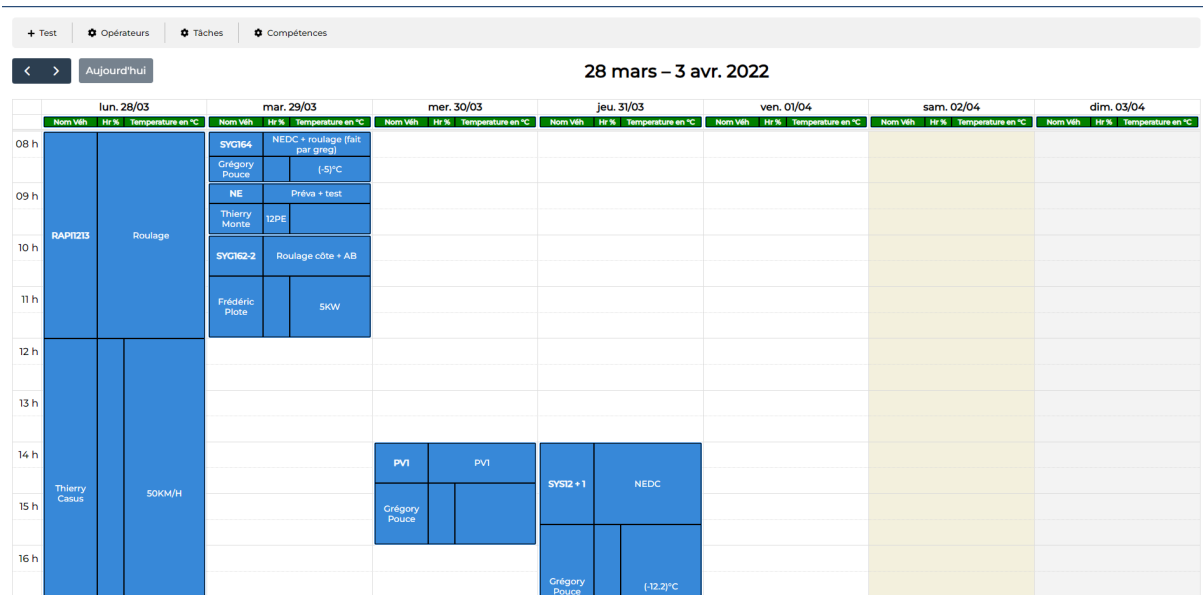 + Test Opérateurs Tâches Compétences
Aujourd'hui
28 mars – 3 avr. 2022
lun. 28/03 mar. 29/03 mer. 30/03 jeu. 31/03 ven. 01/04 sam. 02/04 dim. 03/04
Nom Véh Hr % Temperature en °C Nom Véh Hr % Temperature en °C Nom Véh Hr % Temperature en °C Nom Véh Hr % Temperature en °C Nom Véh Hr % Temperature en °C Nom Véh Hr % Temperature en °C Nom Véh Hr % Temperature en °C
08 h
09 h
10 h
11 h
12 h
13 h
14 h
15 h
16 h
RAPI1213 Roulage
Thierry
Casus
50KM/H
SYG164
NEDC + roulage (fait
par greg)
Grégory
Pouce
(-5)°C
NE Préva + test
Thierry
Monte
12PE
SYG162-2 Roulage côte + AB
Frédéric
Plote
5KW
PV1 PV1
Grégory
Pouce
SYS12 + 1 NEDC
Grégory
Pouce
(-12.2)°C